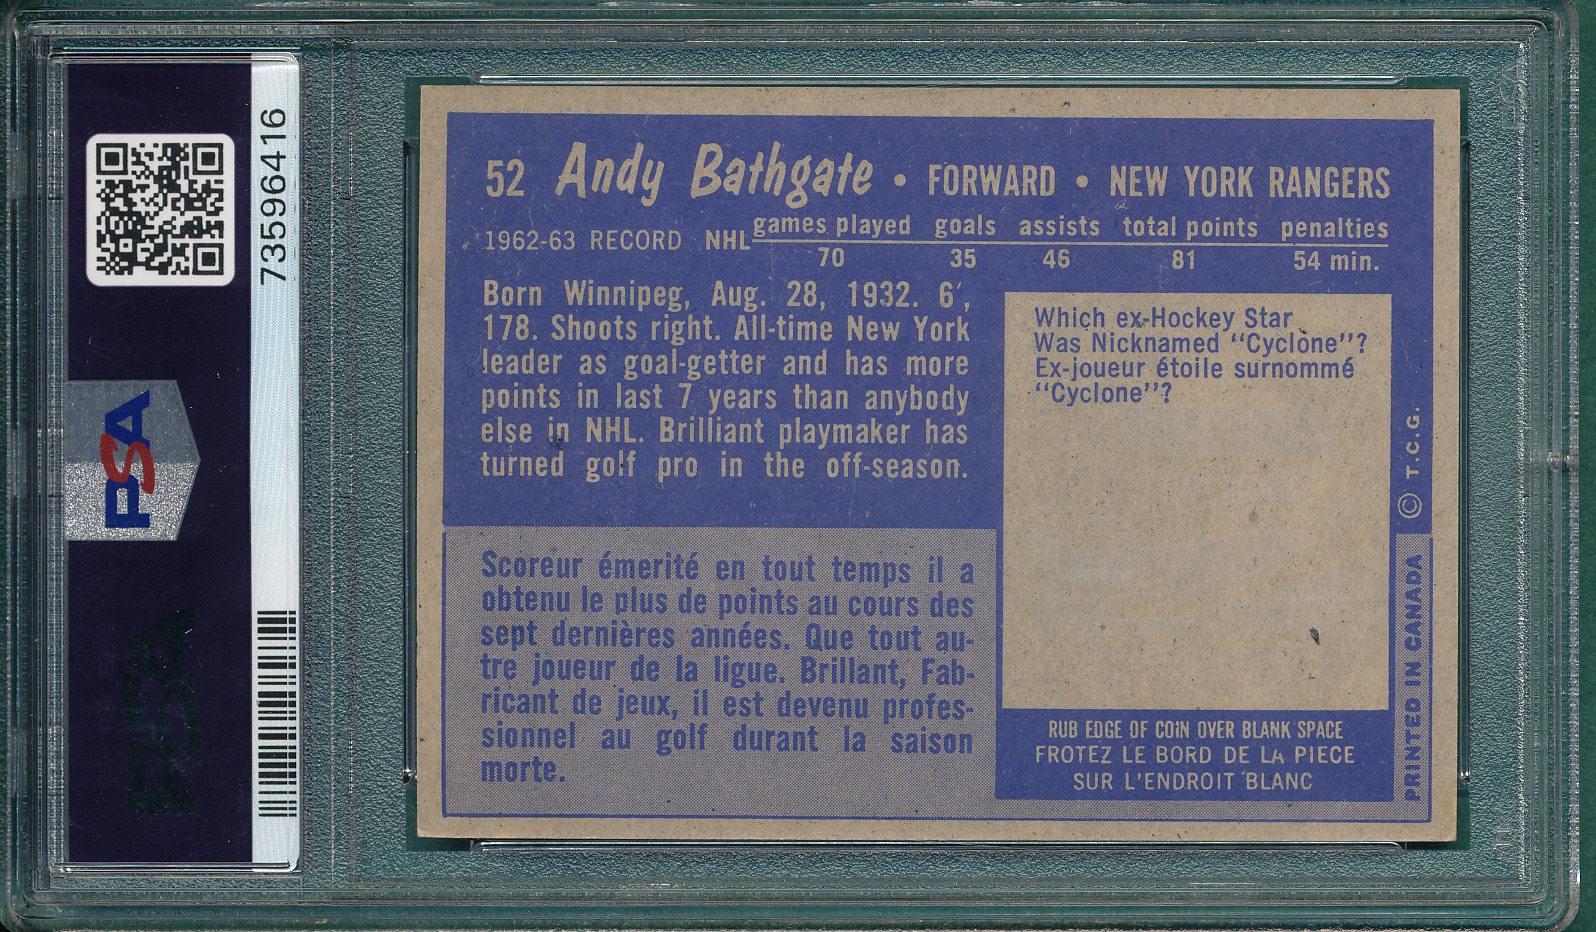 73596416
PSA
52 Andy Bathgate • FORWARD • NEW YORK RANGERS
games played goals assists total points penalties
1962-63 RECORD NHL
70 35 46 81 54 min.
Born Winnipeg, Aug. 28, 1932. 6′,
178. Shoots right. All-time New York
leader as goal-getter and has more
points in last 7 years than anybody
else in NHL. Brilliant playmaker has
turned golf pro in the off-season.
Scoreur émerité en tout temps il a
obtenu le plus de points au cours des
sept dernières années. Que tout au-
tre joueur de la ligue. Brillant, Fab-
ricant de jeux, il est devenu profes-
sionnel au golf durant la saison
morte.
Which ex-Hockey Star
Was Nicknamed "Cyclone"?
Ex-joueur étoile surnommé
"Cyclone"?
RUB EDGE OF COIN OVER BLANK SPACE
FROTEZ LE BORD DE LA PIECE
SUR L'ENDROIT BLANC
PRINTED IN CANADA © T.C.G.
PSA